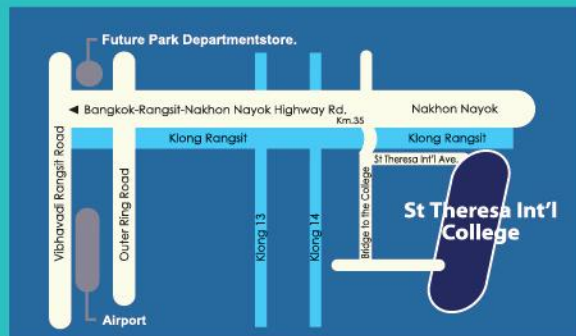 Future Park Departmentstore.
◄ Bangkok-Rangsit-Nakhon Nayok Highway Rd.
Nakhon Nayok
Km.35
Klong Rangsit
Klong Rangsit
St Theresa Int'l Ave.
Vibhavadi Rangsit Road
Outer Ring Road
Klong 13
Klong 14
Bridge to the College
St Theresa Int'l
College
Airport